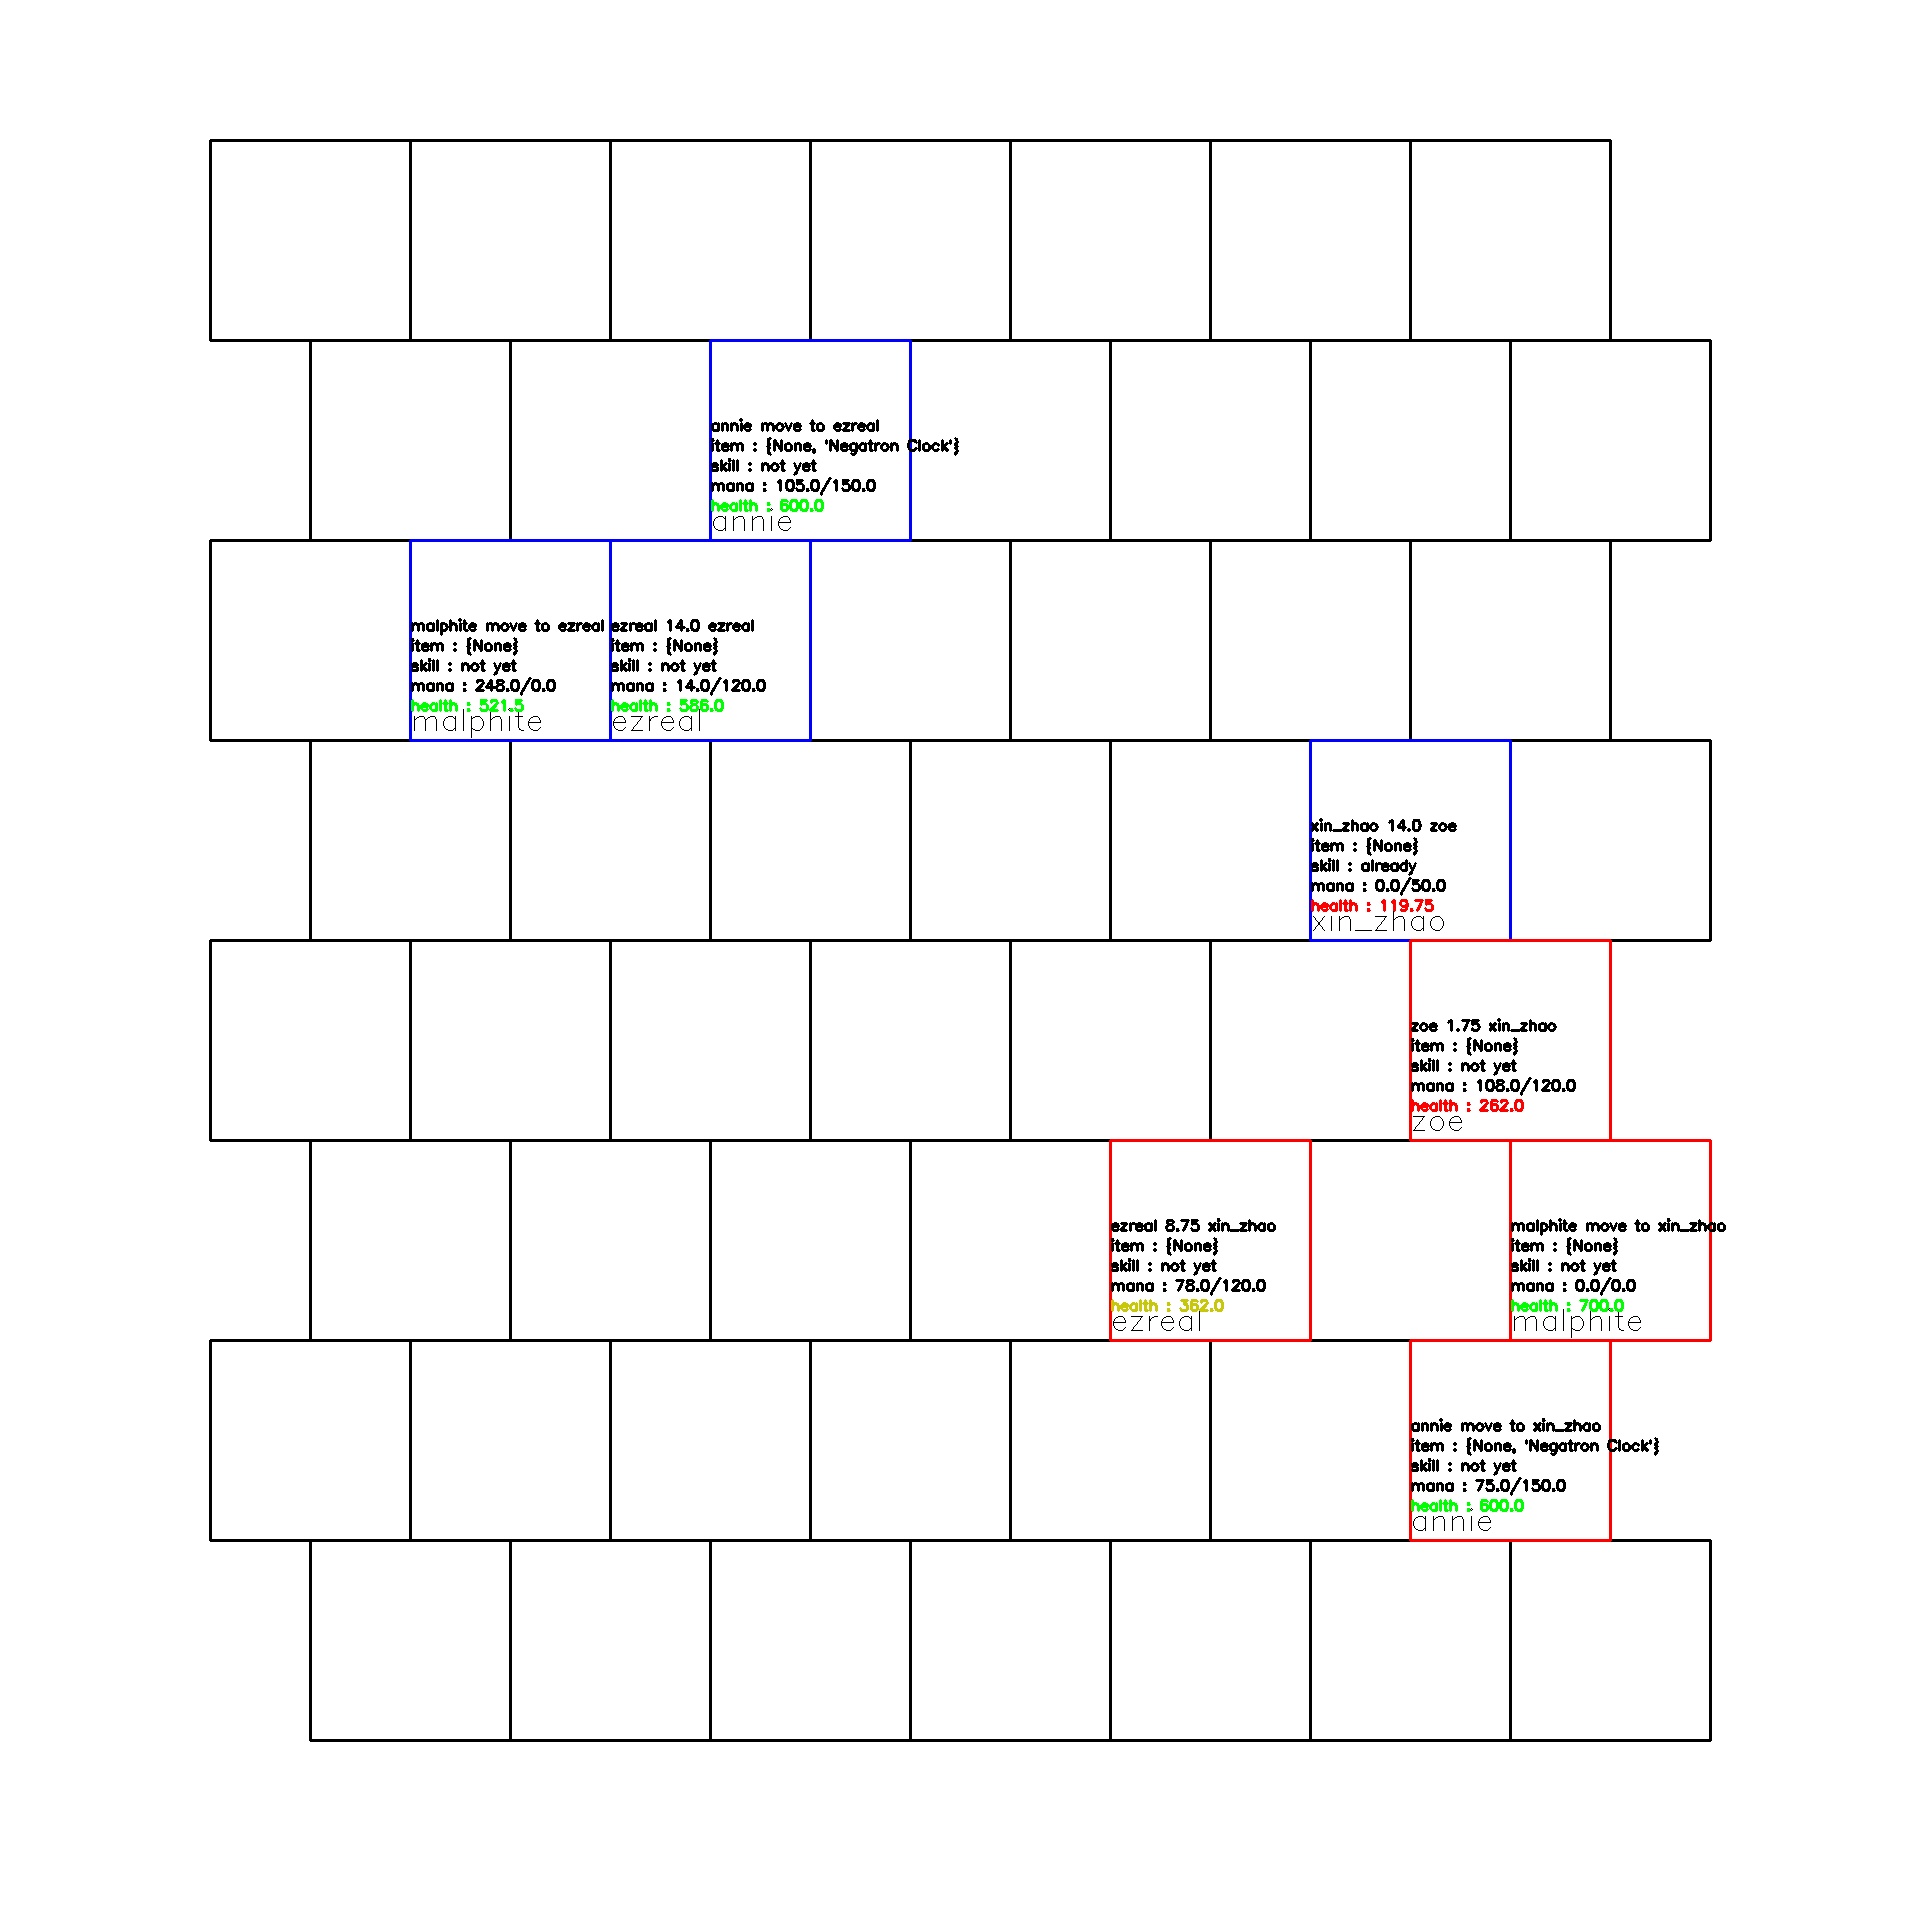 annie move to ezreal
item : {None, 'Negatron Clock'}
skill : not yet
mana : 105.0/150.0
health : 600.0
annie
malphite move to ezreal
item : {None}
skill : not yet
mana : 248.0/0.0
health : 521.5
malphite
ezreal 14.0 ezreal
item : {None}
skill : not yet
mana : 14.0/120.0
health : 586.0
ezreal
xin_zhao 14.0 zoe
item : {None}
skill : already
mana : 0.0/50.0
health : 119.75
xin_zhao
zoe 1.75 xin_zhao
item : {None}
skill : not yet
mana : 108.0/120.0
health : 262.0
zoe
ezreal 8.75 xin_zhao
item : {None}
skill : not yet
mana : 78.0/120.0
health : 362.0
ezreal
malphite move to xin_zhao
item : {None}
skill : not yet
mana : 0.0/0.0
health : 700.0
malphite
annie move to xin_zhao
item : {None, 'Negatron Clock'}
skill : not yet
mana : 75.0/150.0
health : 600.0
annie